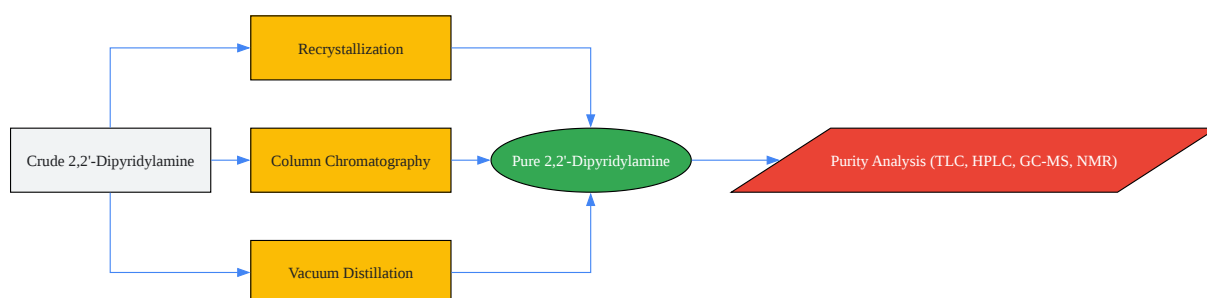 Recrystallization
Crude 2,2'-Dipyridylamine
Column Chromatography
Pure 2,2'-Dipyridylamine
Purity Analysis (TLC, HPLC, GC-MS, NMR)
Vacuum Distillation